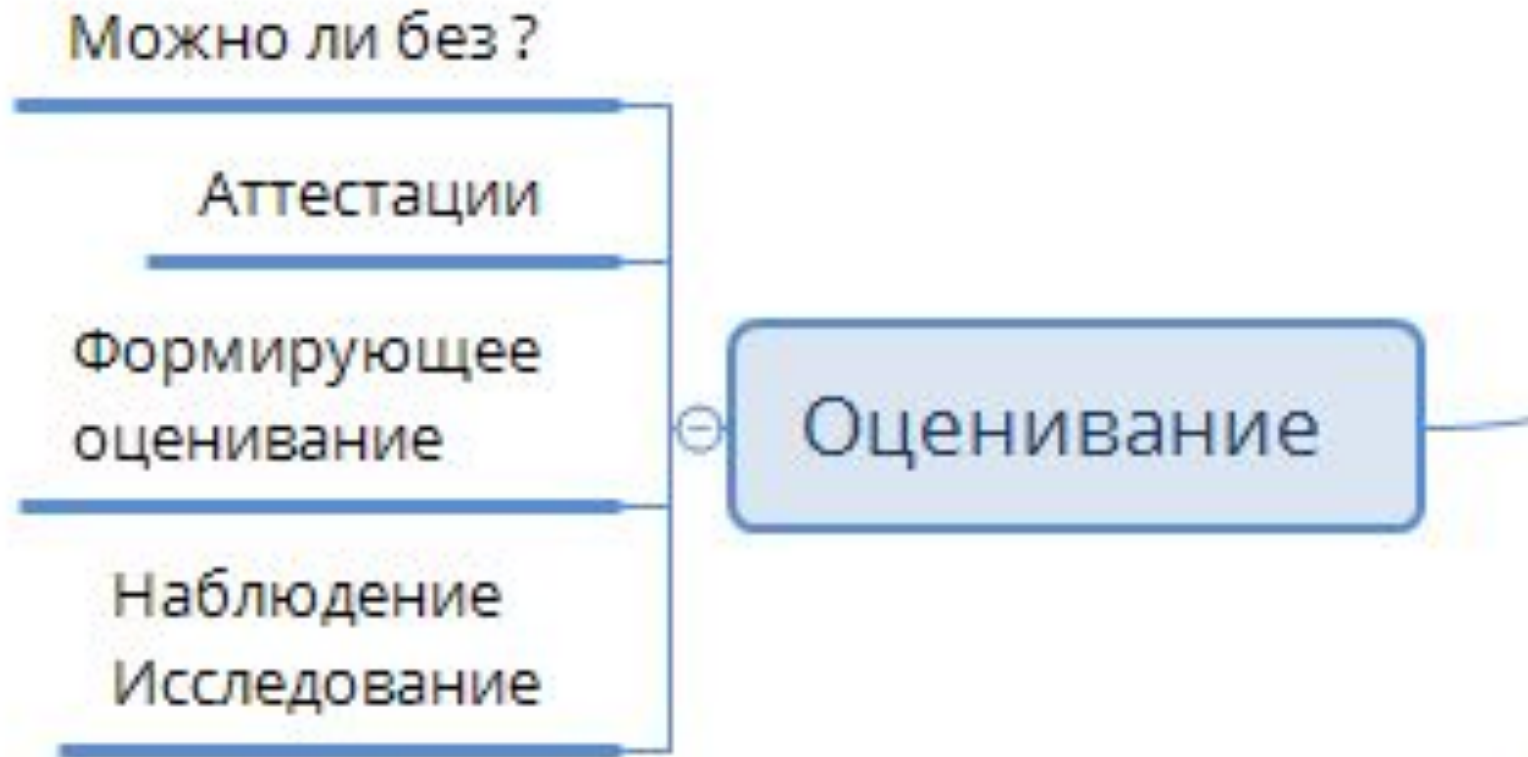 Можно ли без ?
Аттестации
Формирующее
оценивание
Наблюдение
Исследование
Оценивание